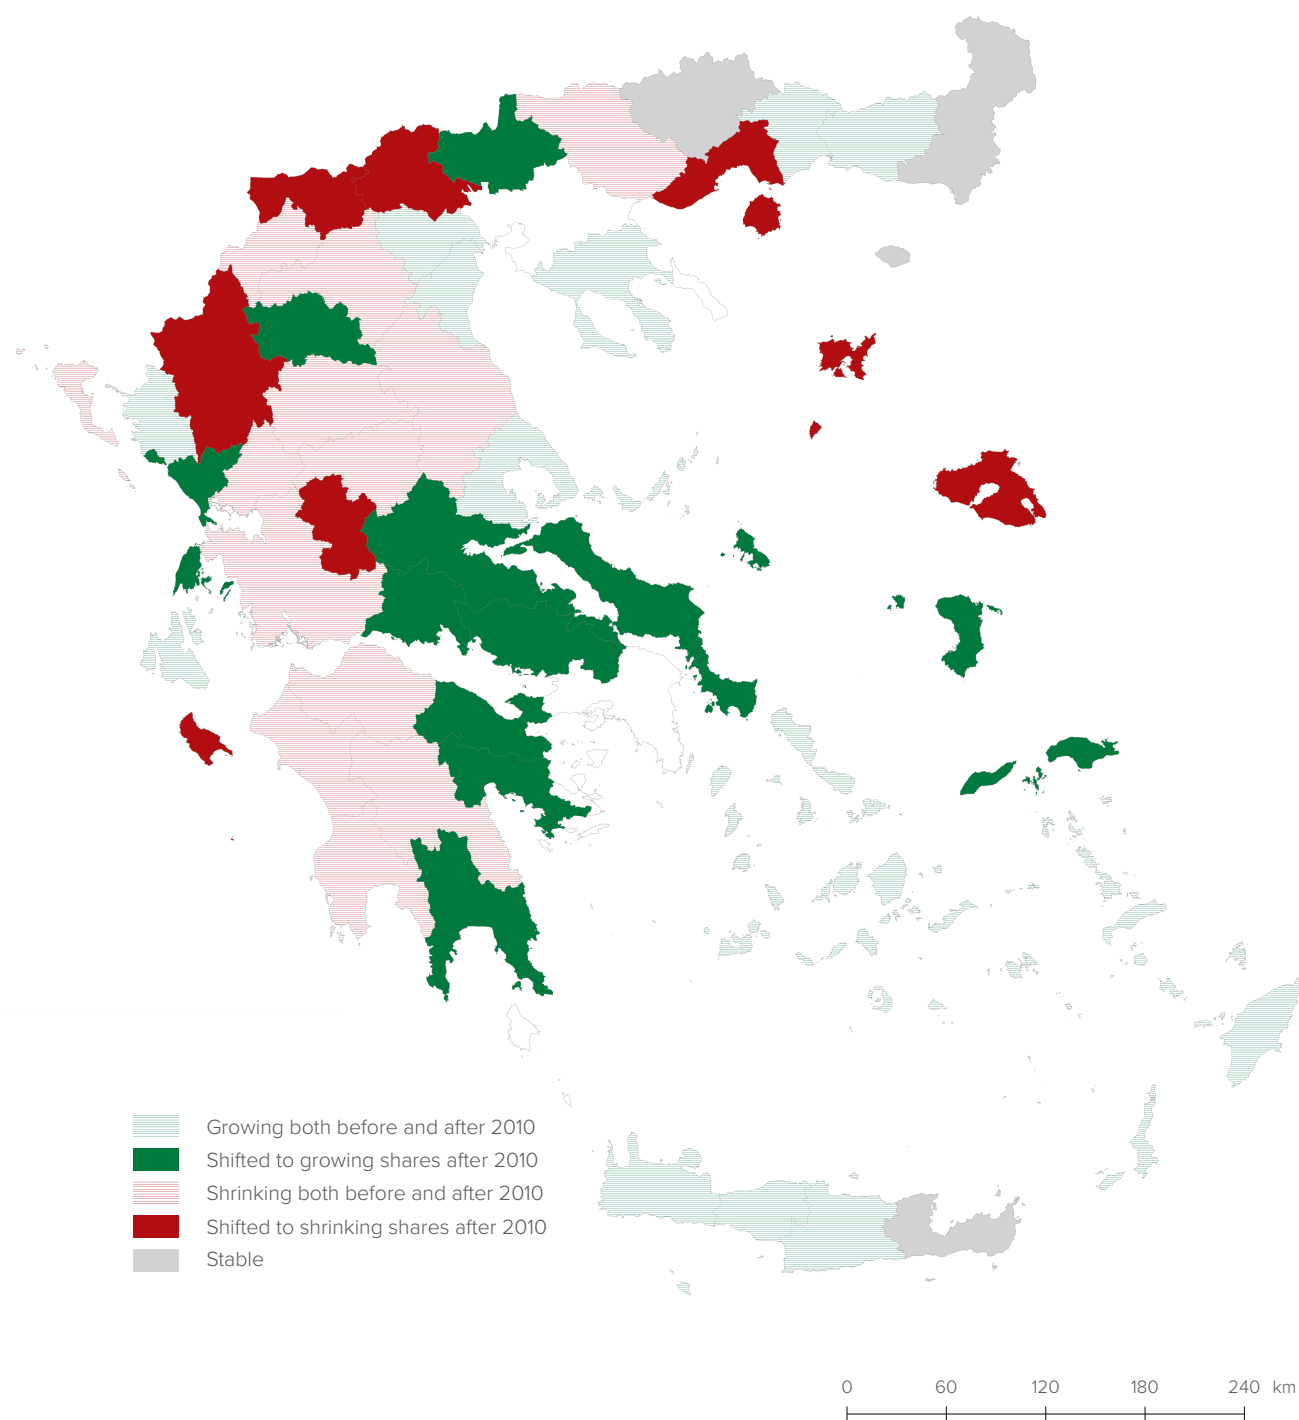 Growing both before and after 2010
Shifted to growing shares after 2010
Shrinking both before and after 2010
Shifted to shrinking shares after 2010
Stable
0 60 120 180 240 km